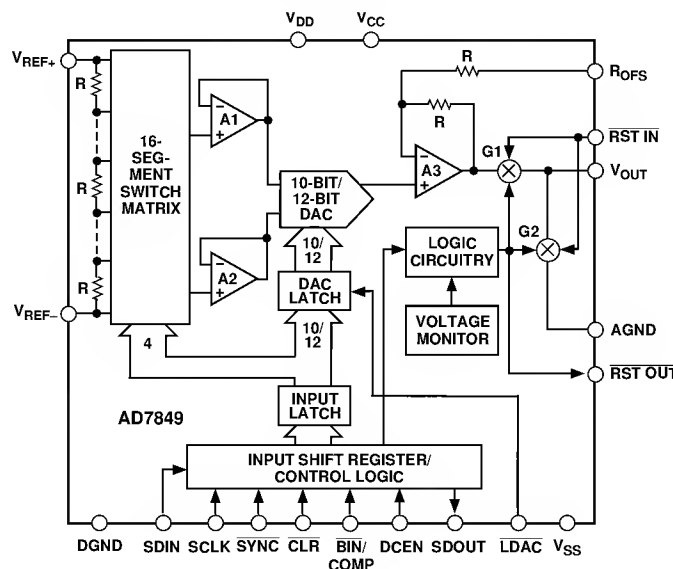 VDD
VCC
VREF+
R
R
R
VREF–
16-
SEG-
MENT
SWITCH
MATRIX
A1
A2
10-BIT/
12-BIT
DAC
10/
12
DAC
LATCH
10/
12
4
INPUT
LATCH
AD7849
INPUT SHIFT REGISTER/
CONTROL LOGIC
R
R
A3
G1
G2
LOGIC
CIRCUITRY
VOLTAGE
MONITOR
ROFS
RST IN
VOUT
AGND
RST OUT
DGND
SDIN
SCLK
SYNC
CLR
BIN/
COMP
DCEN
SDOUT
LDAC
VSS